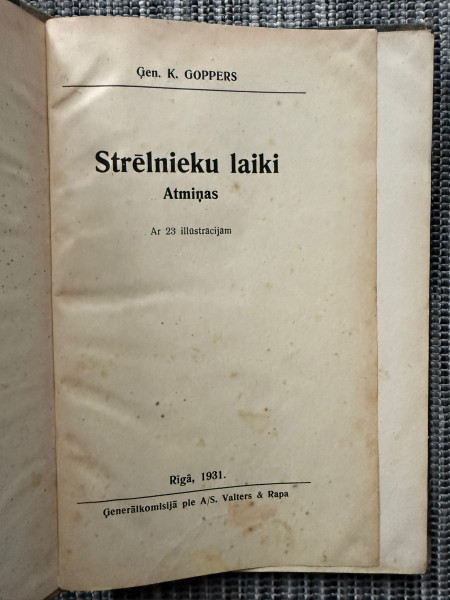 Ģen. K. GOPPERS
Strēlnieku laiki
Atmiņas
Ar 23 illūstrācijām
Rīgā, 1931.
Ģenerālkomisijā pie A/S. Valters & Rapa